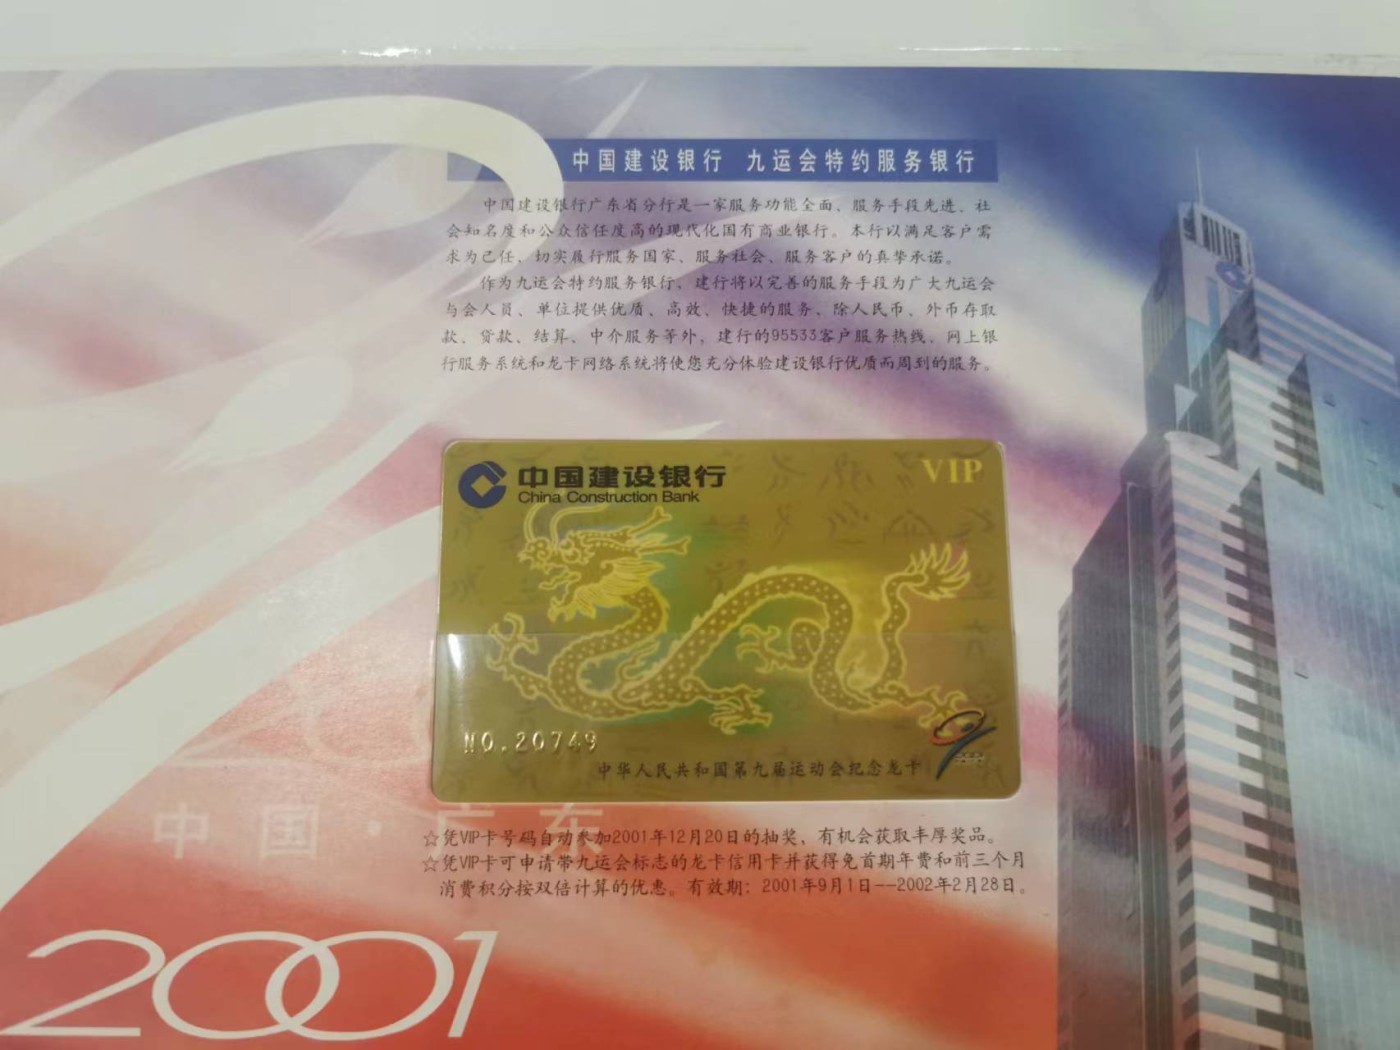 中国建设银行 九运会特约服务银行
中国建设银行广东省分行是一家服务功能全面、服务手段先进、社
会知名度和公众信任度高的现代化国有商业银行。本行以满足客户需
求为己任、切实履行服务国家、服务社会、服务客户的真挚承诺。
作为九运会特约服务银行，建行将以完善的服务手段为广大九运会
与会人员、单位提供优质、高效、快捷的服务、除人民币、外币存取
款、贷款、结算、中介服务等外，建行的95533客户服务热线、网上银
行服务系统和龙卡网络系统将使您充分体验建设银行优质而周到的服务。
中国建设银行
China Construction Bank
VIP
NO.20749
中华人民共和国第九届运动会纪念龙卡
中国·广东
☆凭VIP卡号码自动参加2001年12月20日的抽奖、有机会获取丰厚奖品。
☆凭VIP卡可申请带九运会标志的龙卡信用卡并获得免首期年费和前三个月
消费积分按双倍计算的优惠。有效期：2001年9月1日--2002年2月28日。
2001